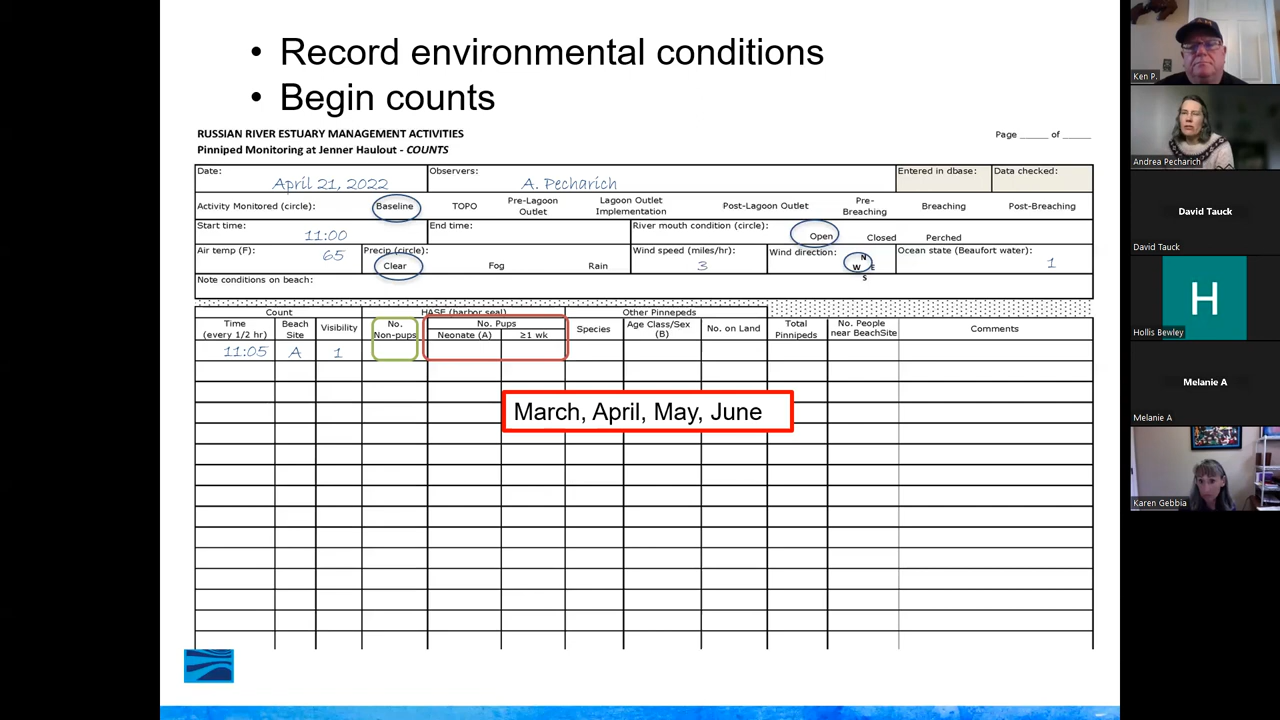 • Record environmental conditions
• Begin counts
RUSSIAN RIVER ESTUARY MANAGEMENT ACTIVITIES
Page ______ of ______
Pinniped Monitoring at Jenner Haulout - COUNTS
Date: April 21, 2022 Observers: A. Pecharich Entered in dbase: Data checked:
Activity Monitored (circle): Baseline TOPO Pre-Lagoon Outlet Lagoon Outlet Implementation Post-Lagoon Outlet Pre-Breaching Breaching Post-Breaching
Start time: 11:00 End time: River mouth condition (circle): Open Closed Perched
Air temp (F): 65 Precip (circle): Clear Fog Rain Wind speed (miles/hr): 3 Wind direction: N W E S Ocean state (Beaufort water): 1
Note conditions on beach:
Count HASE (harbor seal) Other Pinnepeds
Time (every 1/2 hr) Beach Site Visibility No. Non-pups No. Pups Neonate (A) ≥1 wk Species Age Class/Sex (B) No. on Land Total Pinnipeds No. People near BeachSite Comments
11:05 A 1
March, April, May, June
Ken P.
Andrea Pecharich
David Tauck
David Tauck
H
Hollis Bewley
Melanie A
Melanie A
Karen Gebbia